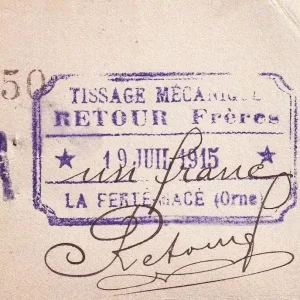 50
TISSAGE MÉCANIQUE
RETOUR Frères
★ 19 JUIL 1915 ★
un franc
LA FERTÉ-MACÉ (Orne)
Retour